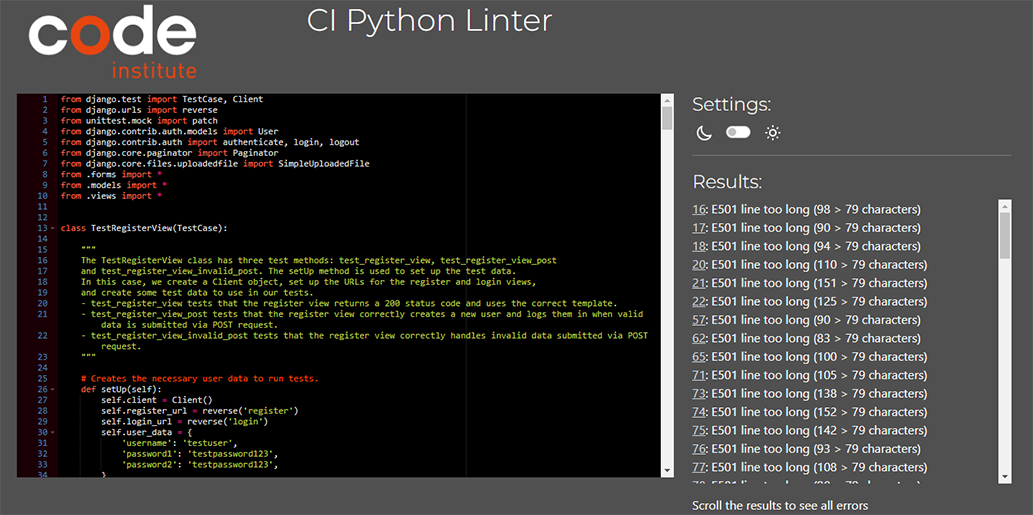 code
institute
CI Python Linter
1 from django.test import TestCase, Client
2 from django.urls import reverse
3 from unittest.mock import patch
4 from django.contrib.auth.models import User
5 from django.contrib.auth import authenticate, login, logout
6 from django.core.paginator import Paginator
7 from django.core.files.uploadedfile import SimpleUploadedFile
8 from .forms import *
9 from .models import *
10 from .views import *
11
12
13 class TestRegisterView(TestCase):
14
15 """
16 The TestRegisterView class has three test methods: test_register_view, test_register_view_post
17 and test_register_view_invalid_post. The setUp method is used to set up the test data.
18 In this case, we create a Client object, set up the URLs for the register and login views,
19 and create some test data to use in our tests.
20 - test_register_view tests that the register view returns a 200 status code and uses the correct template.
21 - test_register_view_post tests that the register view correctly creates a new user and logs them in when valid
data is submitted via POST request.
22 - test_register_view_invalid_post tests that the register view correctly handles invalid data submitted via POST
request.
23 """
24
25 # Creates the necessary user data to run tests.
26 def setUp(self):
27 self.client = Client()
28 self.register_url = reverse('register')
29 self.login_url = reverse('login')
30 self.user_data = {
31 'username': 'testuser',
32 'password1': 'testpassword123',
33 'password2': 'testpassword123',
34 }
Settings:
Results:
16: E501 line too long (98 > 79 characters)
17: E501 line too long (90 > 79 characters)
18: E501 line too long (94 > 79 characters)
20: E501 line too long (110 > 79 characters)
21: E501 line too long (151 > 79 characters)
22: E501 line too long (125 > 79 characters)
57: E501 line too long (90 > 79 characters)
62: E501 line too long (83 > 79 characters)
65: E501 line too long (100 > 79 characters)
71: E501 line too long (105 > 79 characters)
73: E501 line too long (138 > 79 characters)
74: E501 line too long (152 > 79 characters)
75: E501 line too long (142 > 79 characters)
76: E501 line too long (93 > 79 characters)
77: E501 line too long (108 > 79 characters)
Scroll the results to see all errors